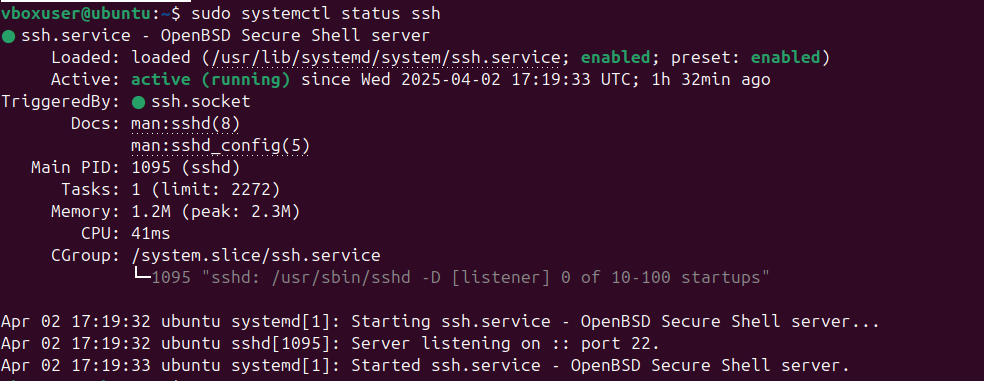 vboxuser@ubuntu:~$ sudo systemctl status ssh
● ssh.service - OpenBSD Secure Shell server
     Loaded: loaded (/usr/lib/systemd/system/ssh.service; enabled; preset: enabled)
     Active: active (running) since Wed 2025-04-02 17:19:33 UTC; 1h 32min ago
TriggeredBy: ● ssh.socket
       Docs: man:sshd(8)
             man:sshd_config(5)
   Main PID: 1095 (sshd)
      Tasks: 1 (limit: 2272)
     Memory: 1.2M (peak: 2.3M)
        CPU: 41ms
     CGroup: /system.slice/ssh.service
             └─1095 "sshd: /usr/sbin/sshd -D [listener] 0 of 10-100 startups"
Apr 02 17:19:32 ubuntu systemd[1]: Starting ssh.service - OpenBSD Secure Shell server...
Apr 02 17:19:32 ubuntu sshd[1095]: Server listening on :: port 22.
Apr 02 17:19:33 ubuntu systemd[1]: Started ssh.service - OpenBSD Secure Shell server.